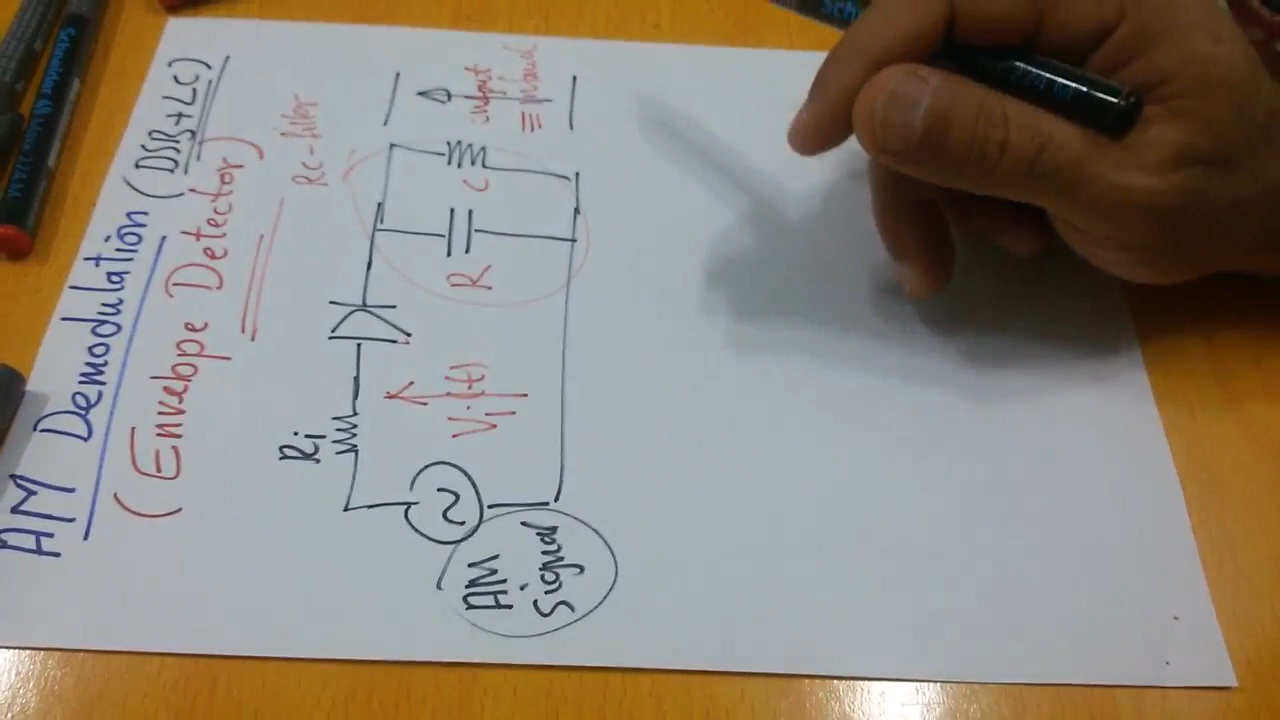 AM Demodulation (DSB+LC)
(Envelope Detector)
RC-filter
Ri
Vi(t)
R
C
output
=
AM
Signal